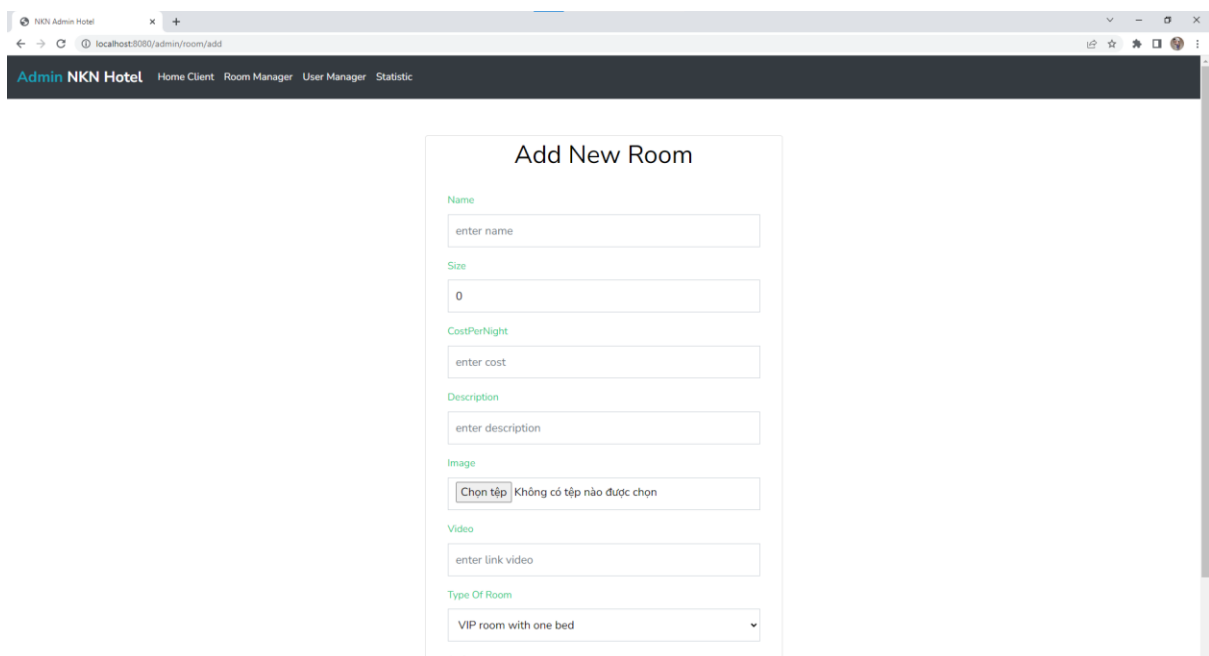 NKN Admin Hotel
localhost:8080/admin/room/add
Admin NKN Hotel Home Client Room Manager User Manager Statistic
Add New Room
Name
enter name
Size
0
CostPerNight
enter cost
Description
enter description
Image
Chọn tệp Không có tệp nào được chọn
Video
enter link video
Type Of Room
VIP room with one bed